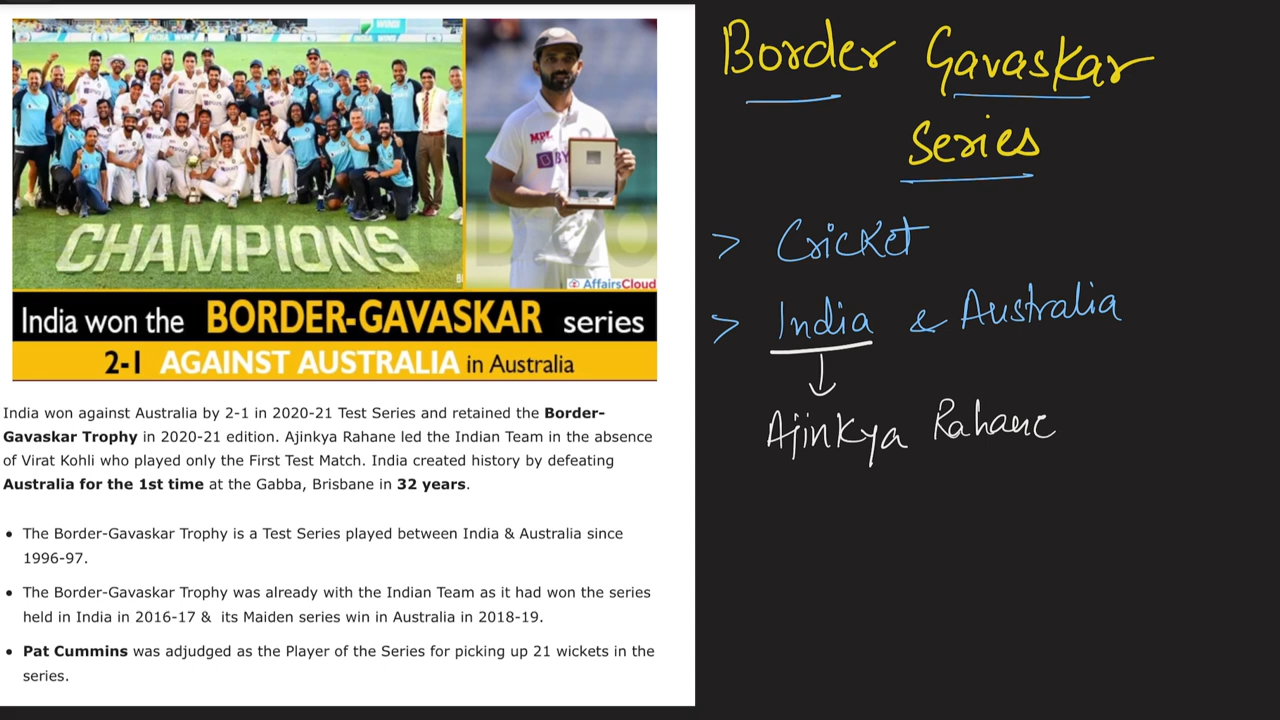 CHAMPIONS
MPL
BY
AffairsCloud
India won the BORDER-GAVASKAR series
2-1 AGAINST AUSTRALIA in Australia
India won against Australia by 2-1 in 2020-21 Test Series and retained the Border-
Gavaskar Trophy in 2020-21 edition. Ajinkya Rahane led the Indian Team in the absence
of Virat Kohli who played only the First Test Match. India created history by defeating
Australia for the 1st time at the Gabba, Brisbane in 32 years.
• The Border-Gavaskar Trophy is a Test Series played between India & Australia since
1996-97.
• The Border-Gavaskar Trophy was already with the Indian Team as it had won the series
held in India in 2016-17 & its Maiden series win in Australia in 2018-19.
• Pat Cummins was adjudged as the Player of the Series for picking up 21 wickets in the
series.
Border Gavaskar
Series
> Cricket
> India & Australia
Ajinkya Rahane